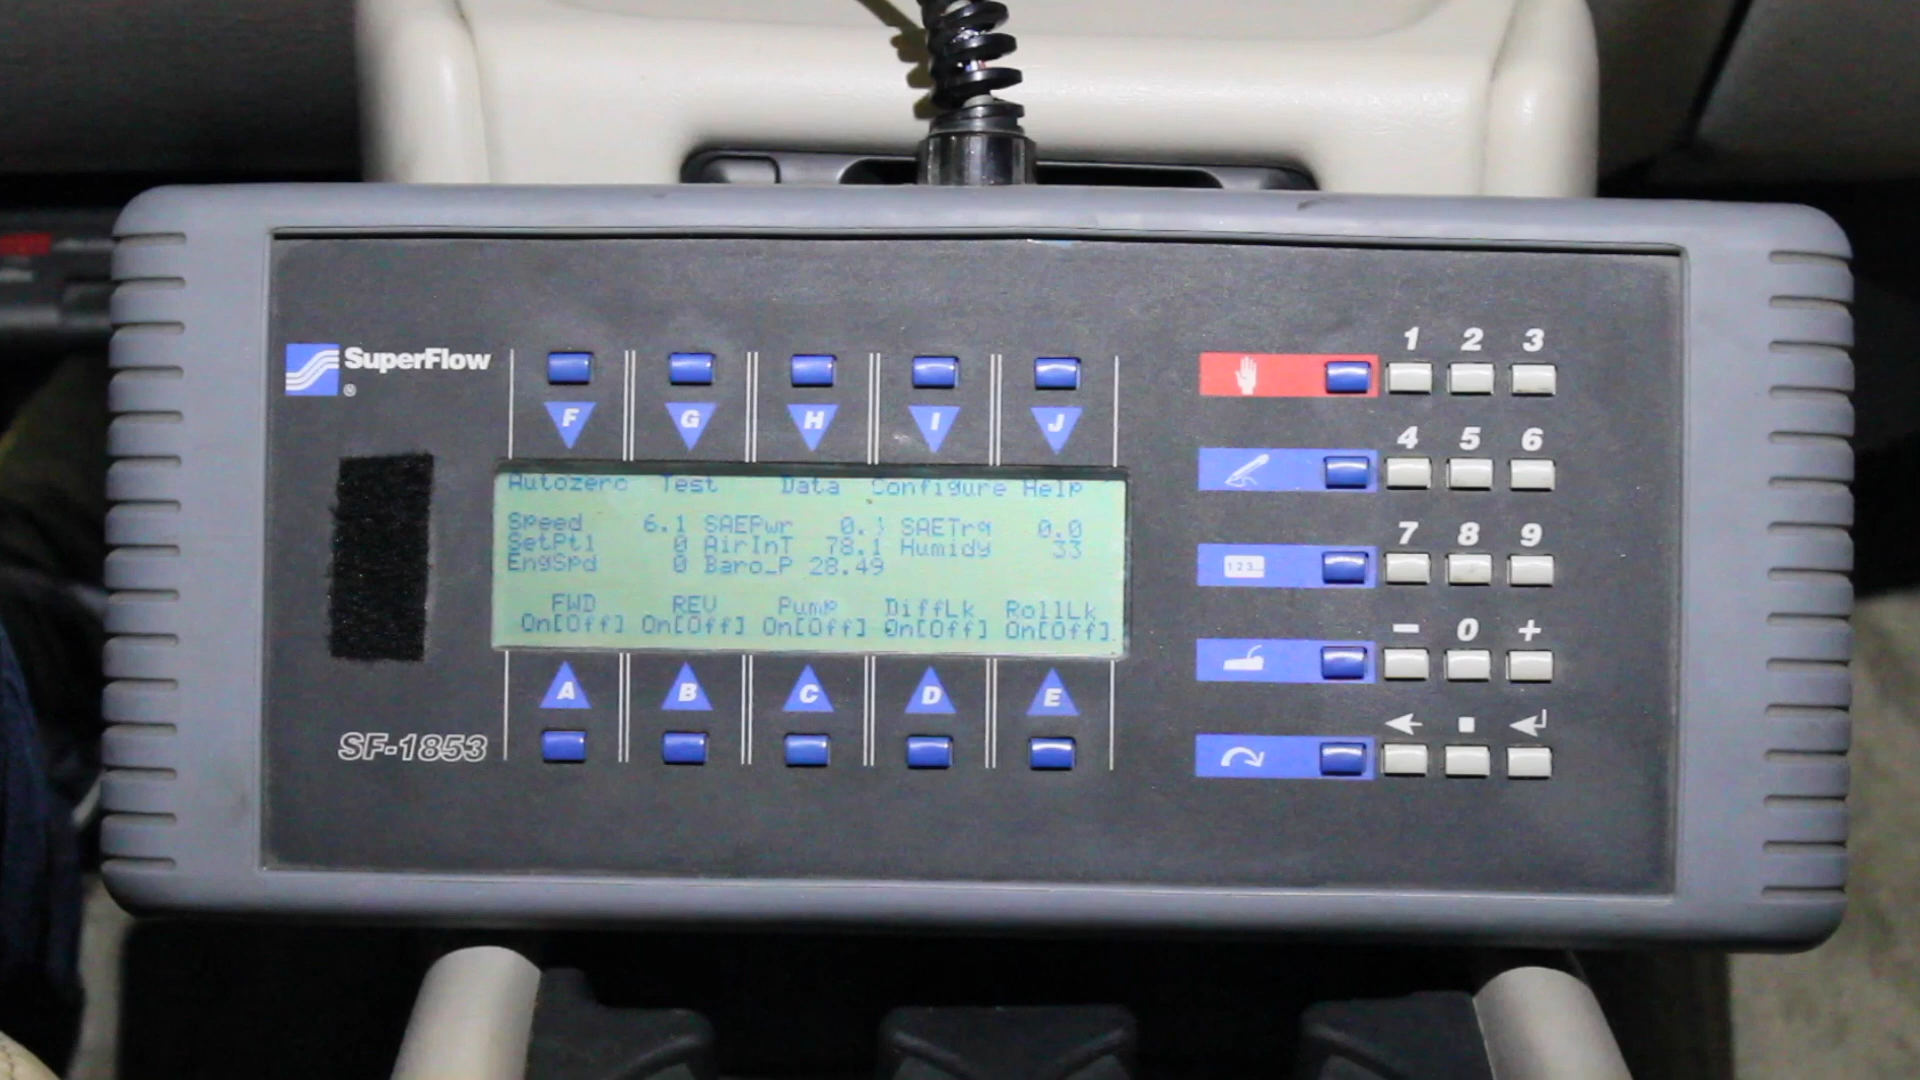 1 2 3
SuperFlow
®
F G H I J
4 5 6
Autozero Test Data Configure Help
Speed 6.1 SAEPwr SAETrq 0.0
SetPt1 0 AirInT 78.1 Humidy 33
EngSpd 0 Baro_P 28.49
7 8 9
123...
FWD REV Pump DiffLk RollLk
On[Off] On[Off] On[Off] On[Off] On[Off]
- 0 +
A B C D E
SF-1853